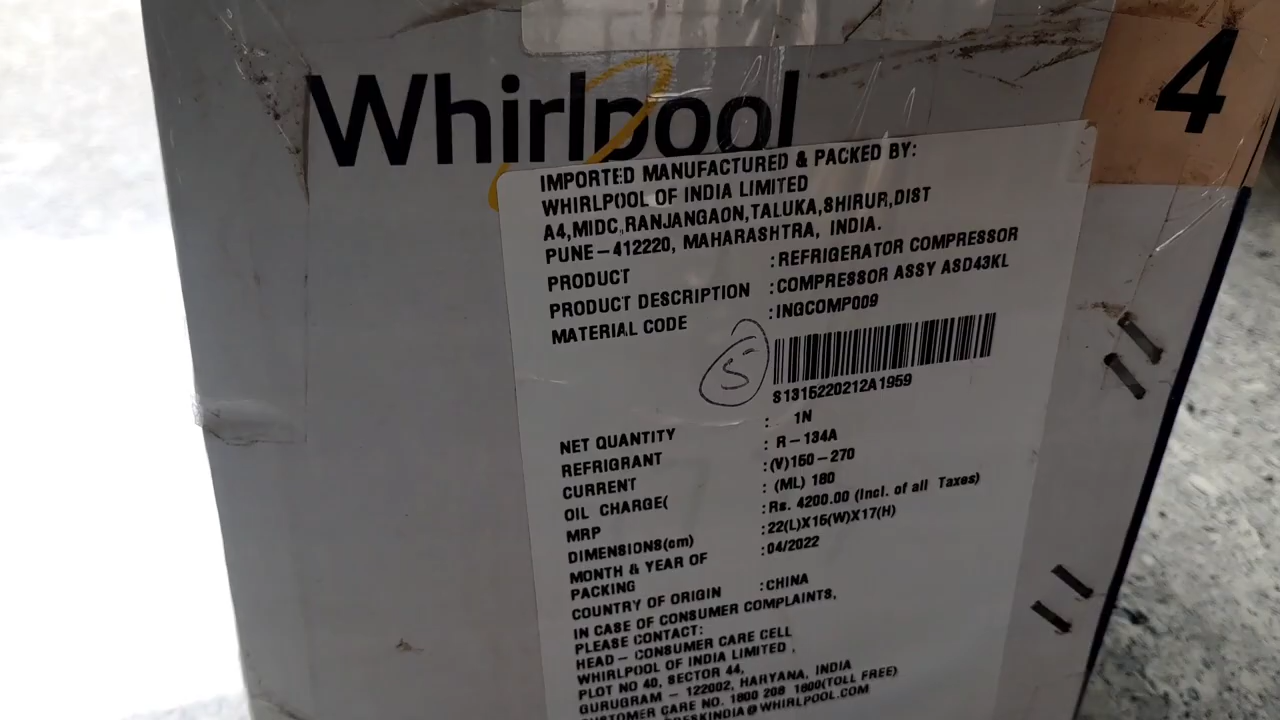 Whirlpool
4
IMPORTED MANUFACTURED & PACKED BY:
WHIRLPOOL OF INDIA LIMITED
A4,MIDC,RANJANGAON,TALUKA,SHIRUR,DIST
PUNE-412220, MAHARASHTRA, INDIA.
PRODUCT :REFRIGERATOR COMPRESSOR
PRODUCT DESCRIPTION :COMPRESSOR ASSY ASD43KL
MATERIAL CODE :INGCOMP009
5
S1315220212A1959
NET QUANTITY : 1N
REFRIGRANT : R-134A
CURRENT :(V)150-270
OIL CHARGE( : (ML) 180
MRP :Rs. 4200.00 (Incl. of all Taxes)
DIMENSIONS(cm) :22(L)X15(W)X17(H)
MONTH & YEAR OF :04/2022
PACKING
COUNTRY OF ORIGIN :CHINA
IN CASE OF CONSUMER COMPLAINTS,
PLEASE CONTACT:
HEAD - CONSUMER CARE CELL
WHIRLPOOL OF INDIA LIMITED ,
PLOT NO 40, SECTOR 44,
GURUGRAM - 122002, HARYANA, INDIA
CUSTOMER CARE NO. 1800 208 1800(TOLL FREE)